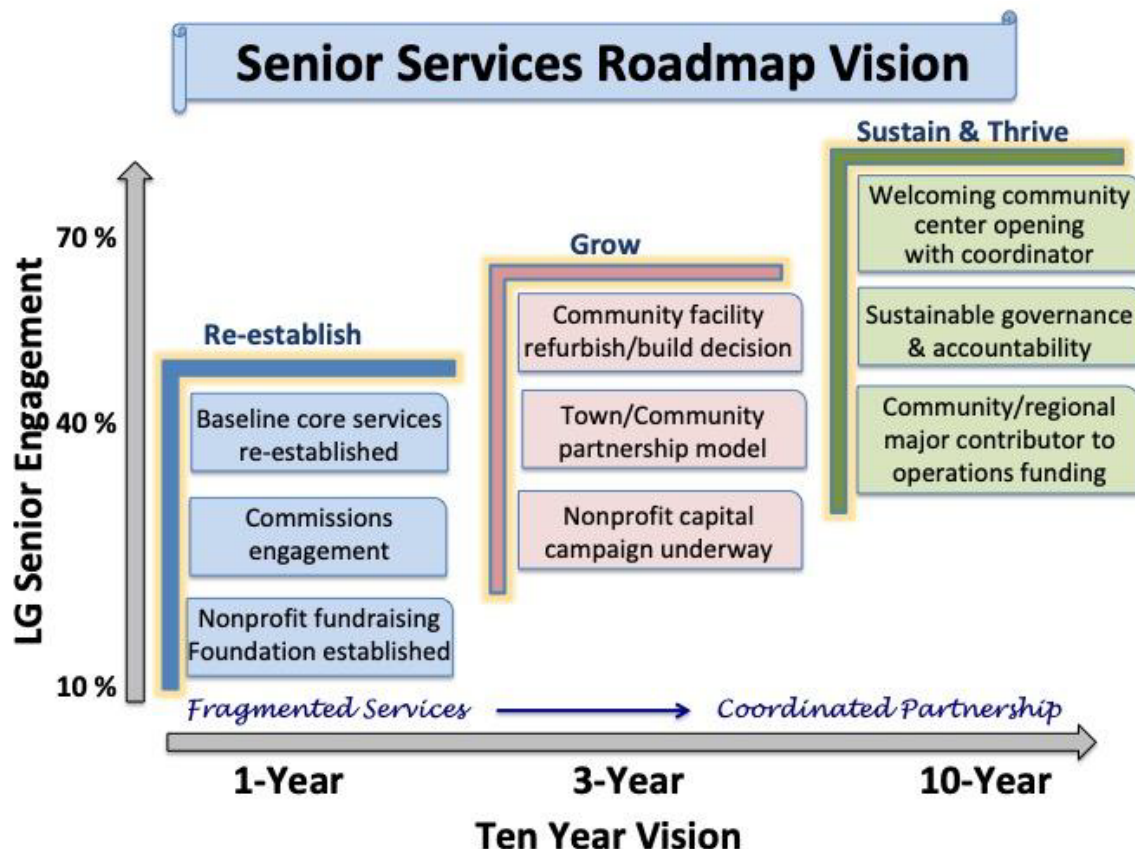 Senior Services Roadmap Vision
Sustain & Thrive
Welcoming community
center opening
with coordinator
Sustainable governance
& accountability
Community/regional
major contributor to
operations funding
Grow
Community facility
refurbish/build decision
Town/Community
partnership model
Nonprofit capital
campaign underway
Re-establish
Baseline core services
re-established
Commissions
engagement
Nonprofit fundraising
Foundation established
LG Senior Engagement
70 %
40 %
10 %
Fragmented Services
Coordinated Partnership
1-Year
3-Year
10-Year
Ten Year Vision